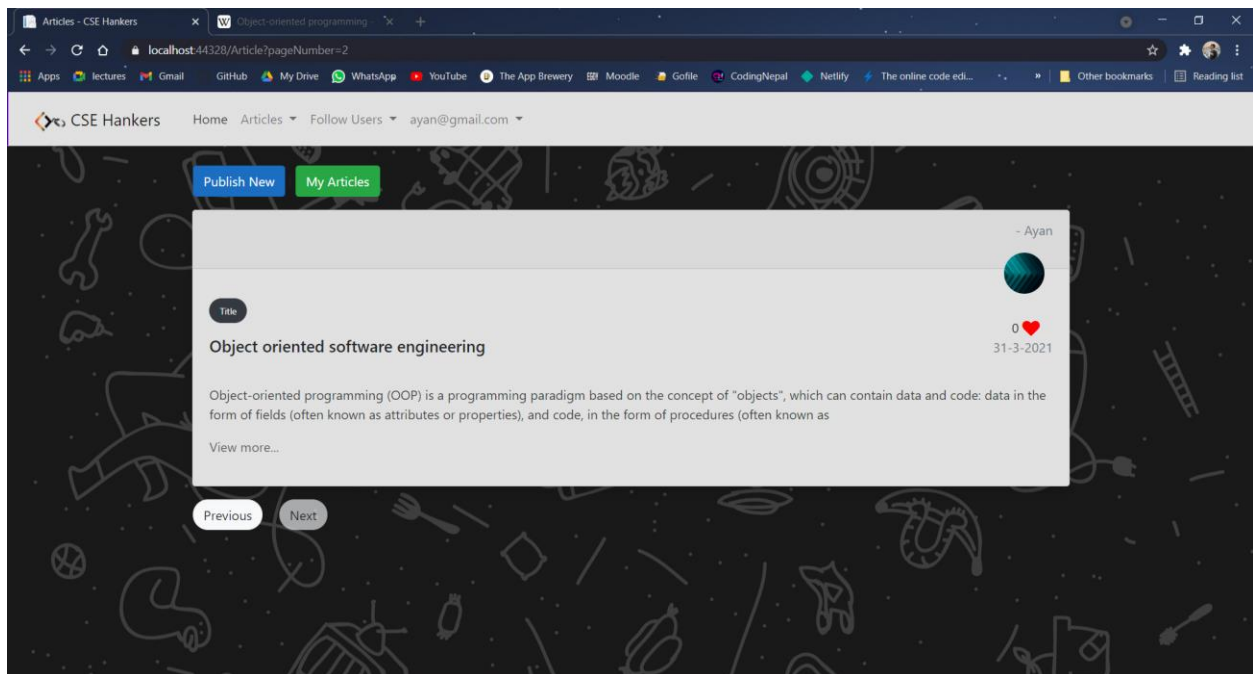 Articles - CSE Hankers
Object-oriented programming -
localhost:44328/Article?pageNumber=2
Apps lectures Gmail GitHub My Drive WhatsApp YouTube The App Brewery Moodle Gofile CodingNepal Netlify The online code edi... » Other bookmarks Reading list
CSE Hankers Home Articles Follow Users ayan@gmail.com
Publish New My Articles
- Ayan
Title
0
Object oriented software engineering
31-3-2021
Object-oriented programming (OOP) is a programming paradigm based on the concept of "objects", which can contain data and code: data in the
form of fields (often known as attributes or properties), and code, in the form of procedures (often known as
View more...
Previous Next